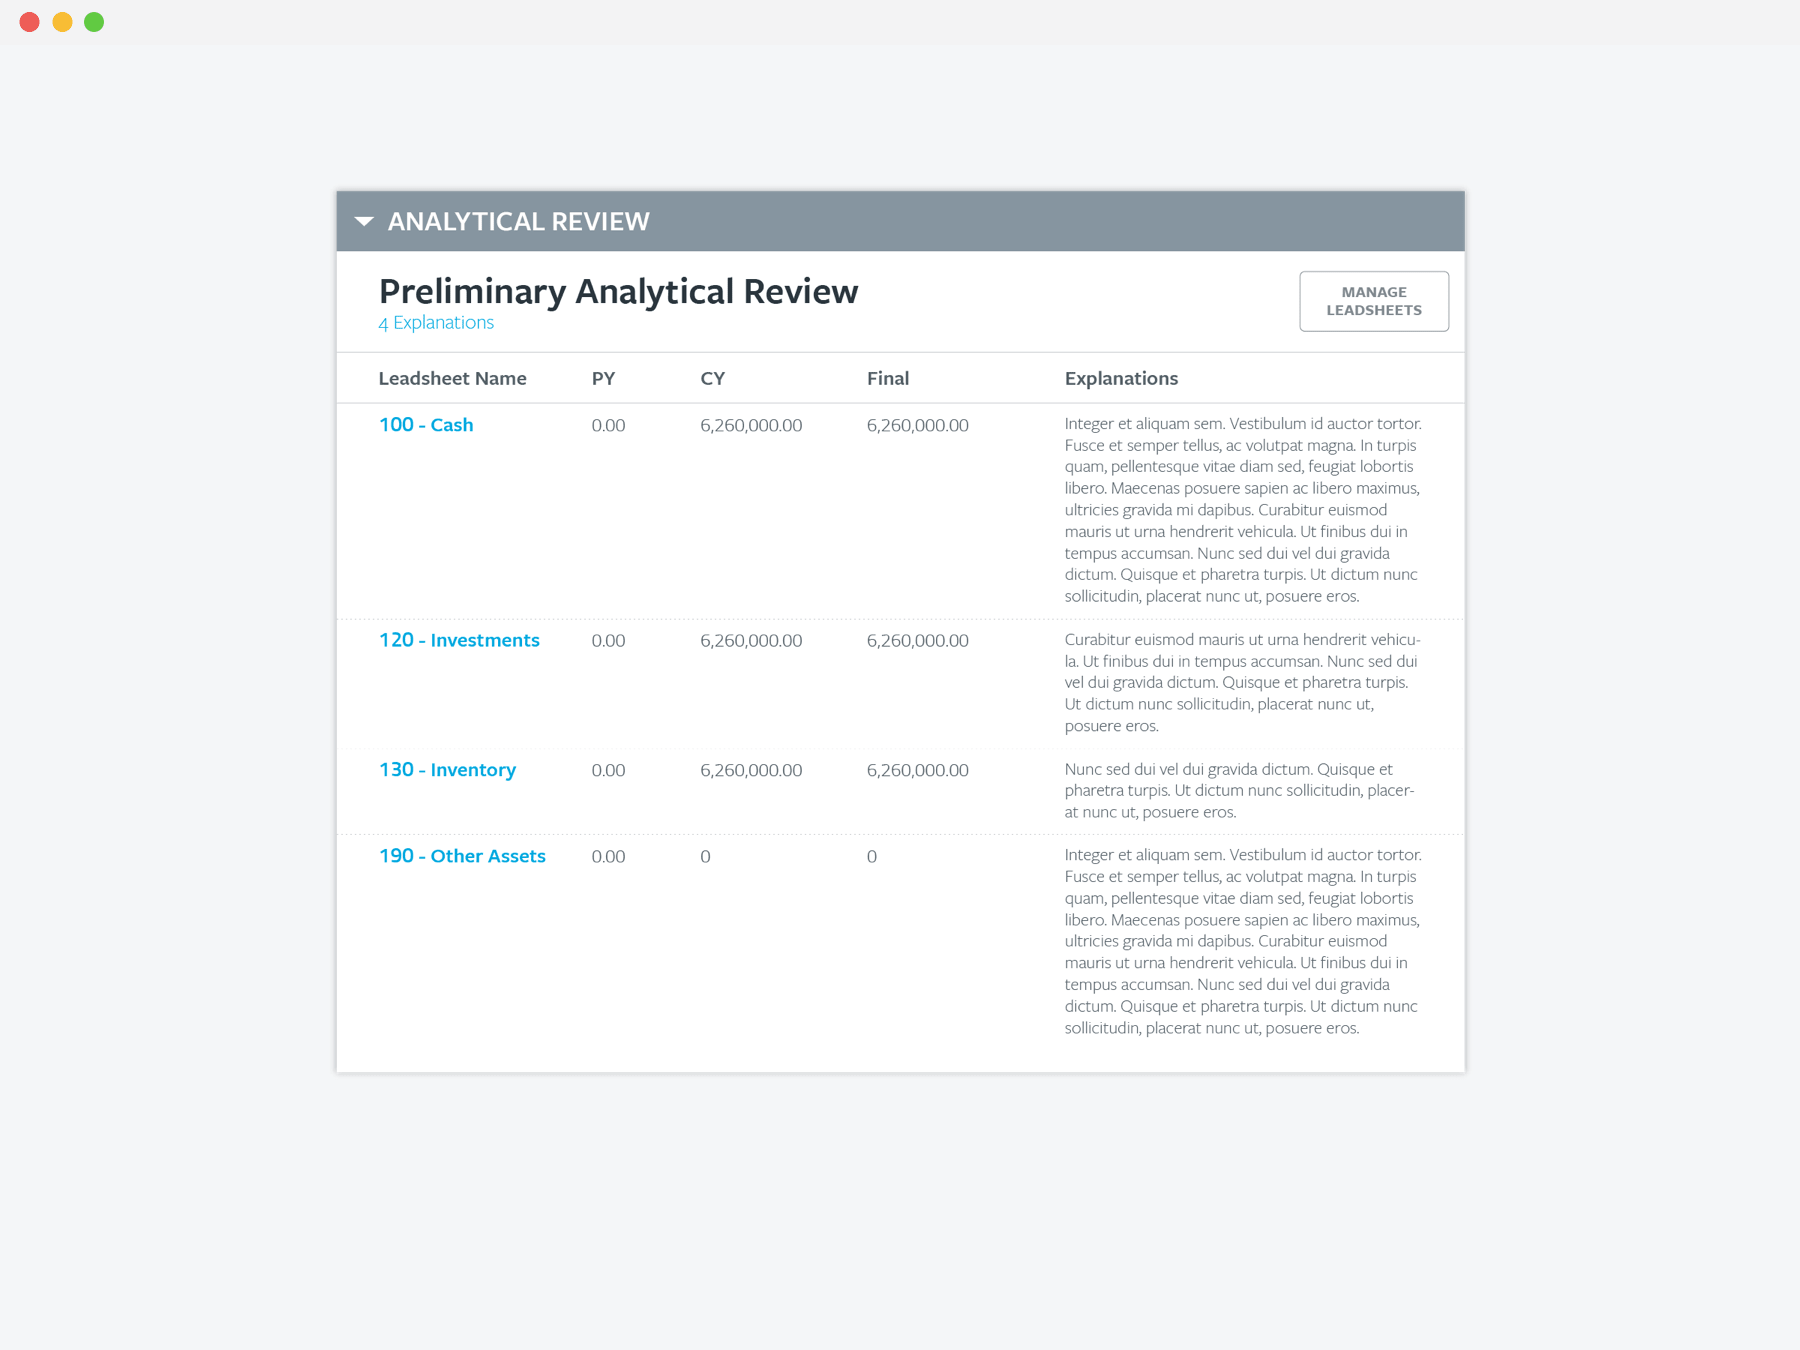 ANALYTICAL REVIEW
Preliminary Analytical Review
4 Explanations
MANAGE
LEADSHEETS
Leadsheet Name PY CY Final Explanations
100 - Cash 0.00 6,260,000.00 6,260,000.00 Integer et aliquam sem. Vestibulum id auctor tortor.
Fusce et semper tellus, ac volutpat magna. In turpis
quam, pellentesque vitae diam sed, feugiat lobortis
libero. Maecenas posuere sapien ac libero maximus,
ultricies gravida mi dapibus. Curabitur euismod
mauris ut urna hendrerit vehicula. Ut finibus dui in
tempus accumsan. Nunc sed dui vel dui gravida
dictum. Quisque et pharetra turpis. Ut dictum nunc
sollicitudin, placerat nunc ut, posuere eros.
120 - Investments 0.00 6,260,000.00 6,260,000.00 Curabitur euismod mauris ut urna hendrerit vehicu-
la. Ut finibus dui in tempus accumsan. Nunc sed dui
vel dui gravida dictum. Quisque et pharetra turpis.
Ut dictum nunc sollicitudin, placerat nunc ut,
posuere eros.
130 - Inventory 0.00 6,260,000.00 6,260,000.00 Nunc sed dui vel dui gravida dictum. Quisque et
pharetra turpis. Ut dictum nunc sollicitudin, placer-
at nunc ut, posuere eros.
190 - Other Assets 0.00 0 0 Integer et aliquam sem. Vestibulum id auctor tortor.
Fusce et semper tellus, ac volutpat magna. In turpis
quam, pellentesque vitae diam sed, feugiat lobortis
libero. Maecenas posuere sapien ac libero maximus,
ultricies gravida mi dapibus. Curabitur euismod
mauris ut urna hendrerit vehicula. Ut finibus dui in
tempus accumsan. Nunc sed dui vel dui gravida
dictum. Quisque et pharetra turpis. Ut dictum nunc
sollicitudin, placerat nunc ut, posuere eros.